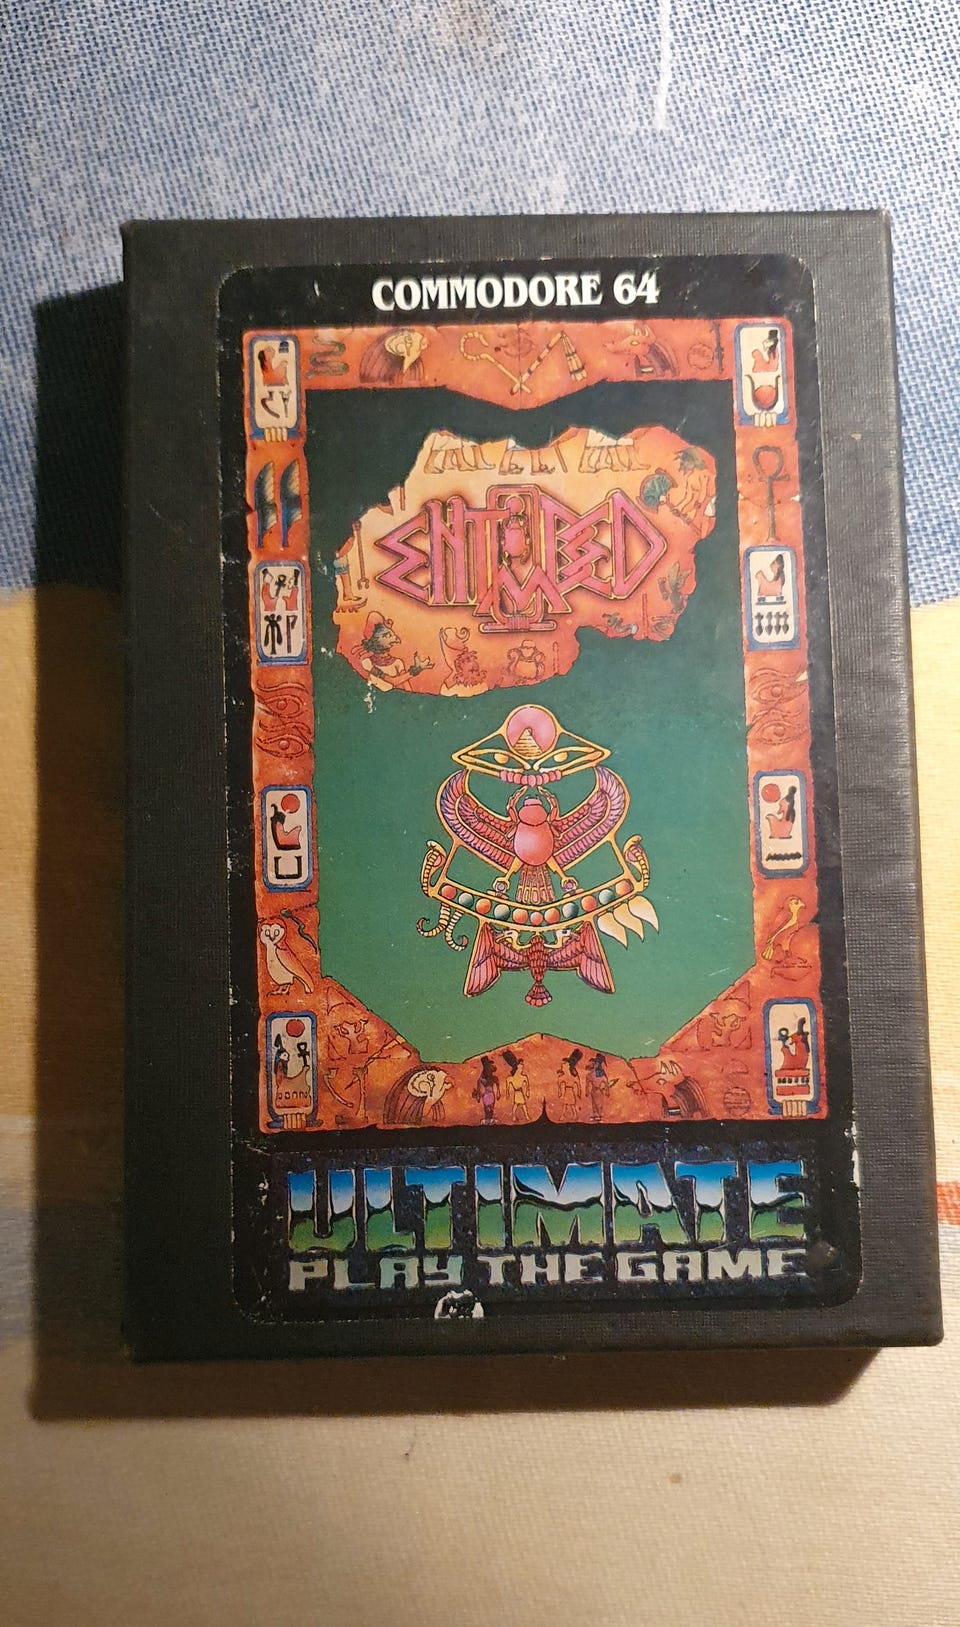 COMMODORE 64
ENTOMBED
ULTIMATE
PLAY THE GAME